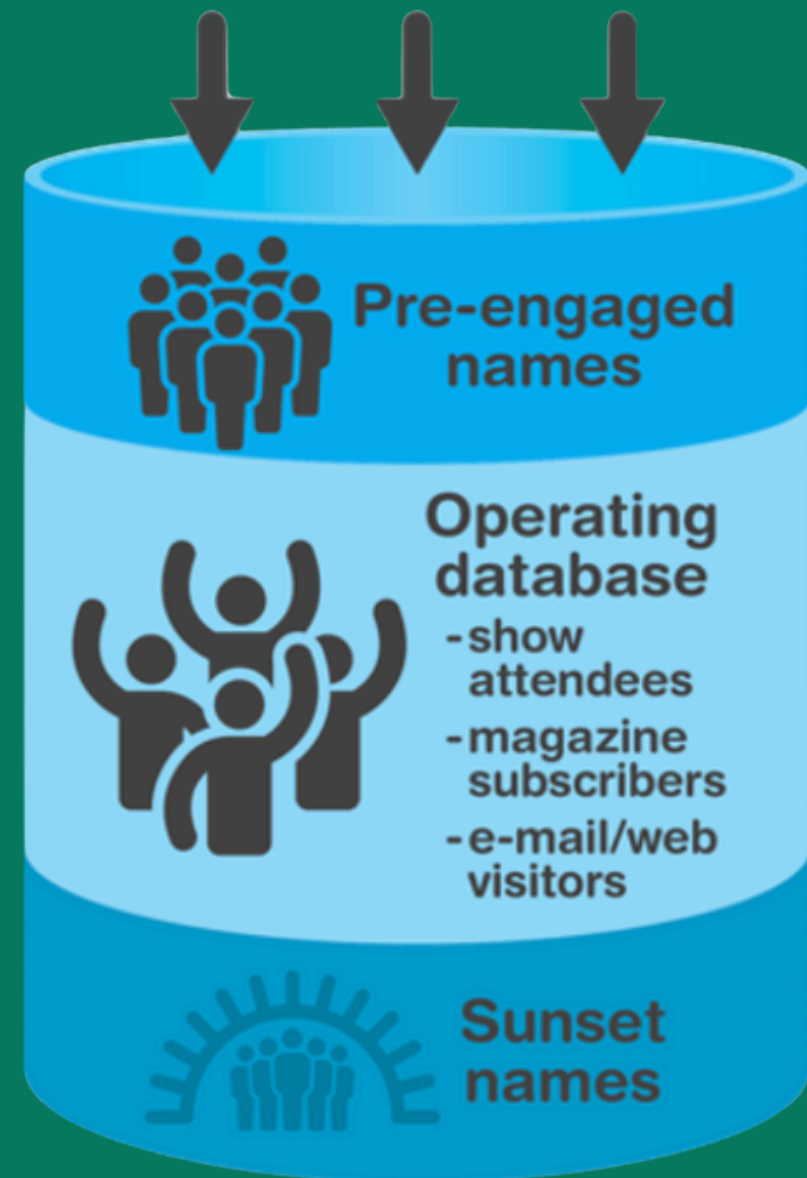 Pre-engaged
names
Operating
database
-show
attendees
-magazine
subscribers
-e-mail/web
visitors
Sunset
names